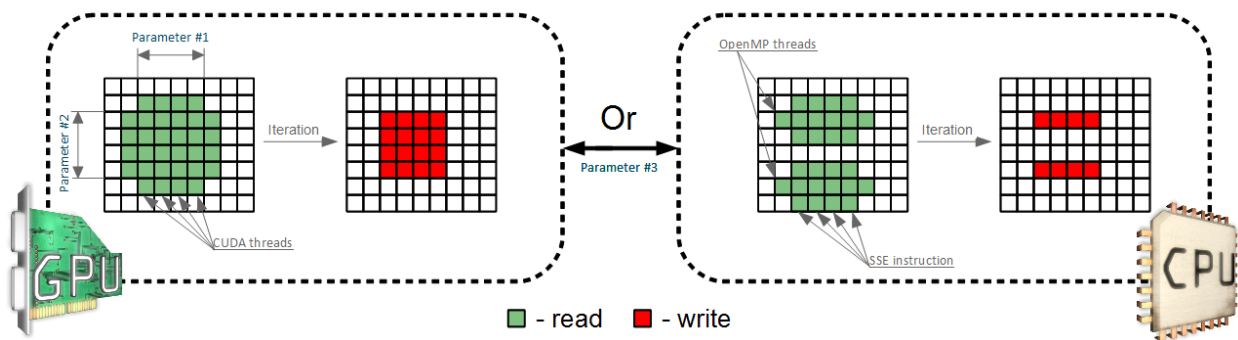 Parameter #1
Parameter #2
Iteration
CUDA threads
GPU
Or
Parameter #3
OpenMP threads
Iteration
SSE instruction
CPU
- read
- write